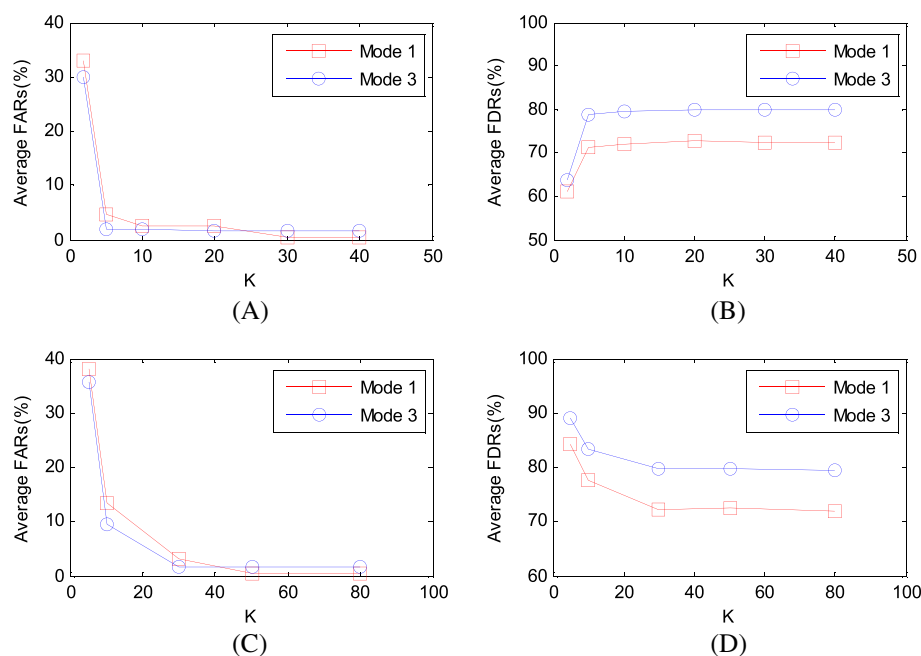 40
30
20
10
0
0 10 20 30 40 50
Average FARs(%)
K
Mode 1
Mode 3
(A)
100
90
80
70
60
50
0 10 20 30 40 50
Average FDRs(%)
K
Mode 1
Mode 3
(B)
40
30
20
10
0
0 20 40 60 80 100
Average FARs(%)
K
Mode 1
Mode 3
(C)
100
90
80
70
60
0 20 40 60 80 100
Average FDRs(%)
K
Mode 1
Mode 3
(D)